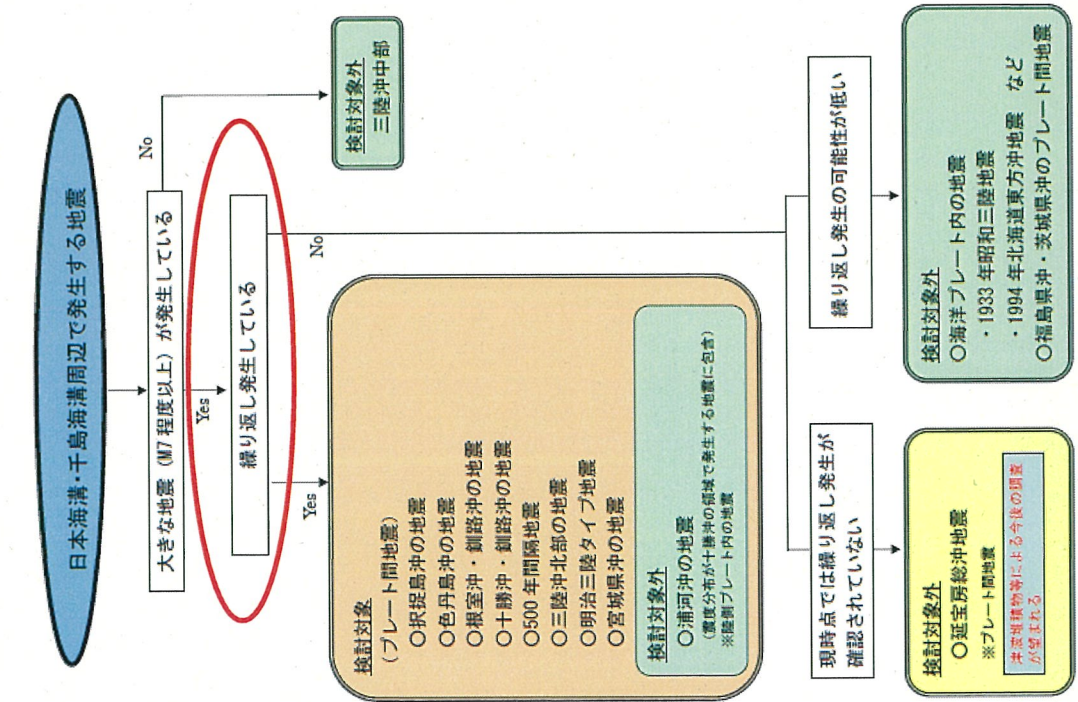 日本海溝・千島海溝周辺で発生する地震
大きな地震（M7程度以上）が発生している
No
検討対象外
三陸沖中部
Yes
繰り返し発生している
Yes
No
検討対象
（プレート間地震）
○択捉島沖の地震
○色丹島沖の地震
○根室沖・釧路沖の地震
○十勝沖・釧路沖の地震
○500年間隔地震
○三陸沖北部の地震
○明治三陸タイプ地震
○宮城県沖の地震
検討対象外
○浦河沖の地震
（震度分布が十勝沖の領域で発生する地震に包含）
※陸側プレート内の地震
現時点では繰り返し発生が
確認されていない
検討対象外
○延宝房総沖地震
※プレート間地震
津波堆積物等による今後の調査
が望まれる
繰り返し発生の可能性が低い
検討対象外
○海洋プレート内の地震
・1933年昭和三陸地震
・1994年北海道東方沖地震　など
○福島県沖・茨城県沖のプレート間地震